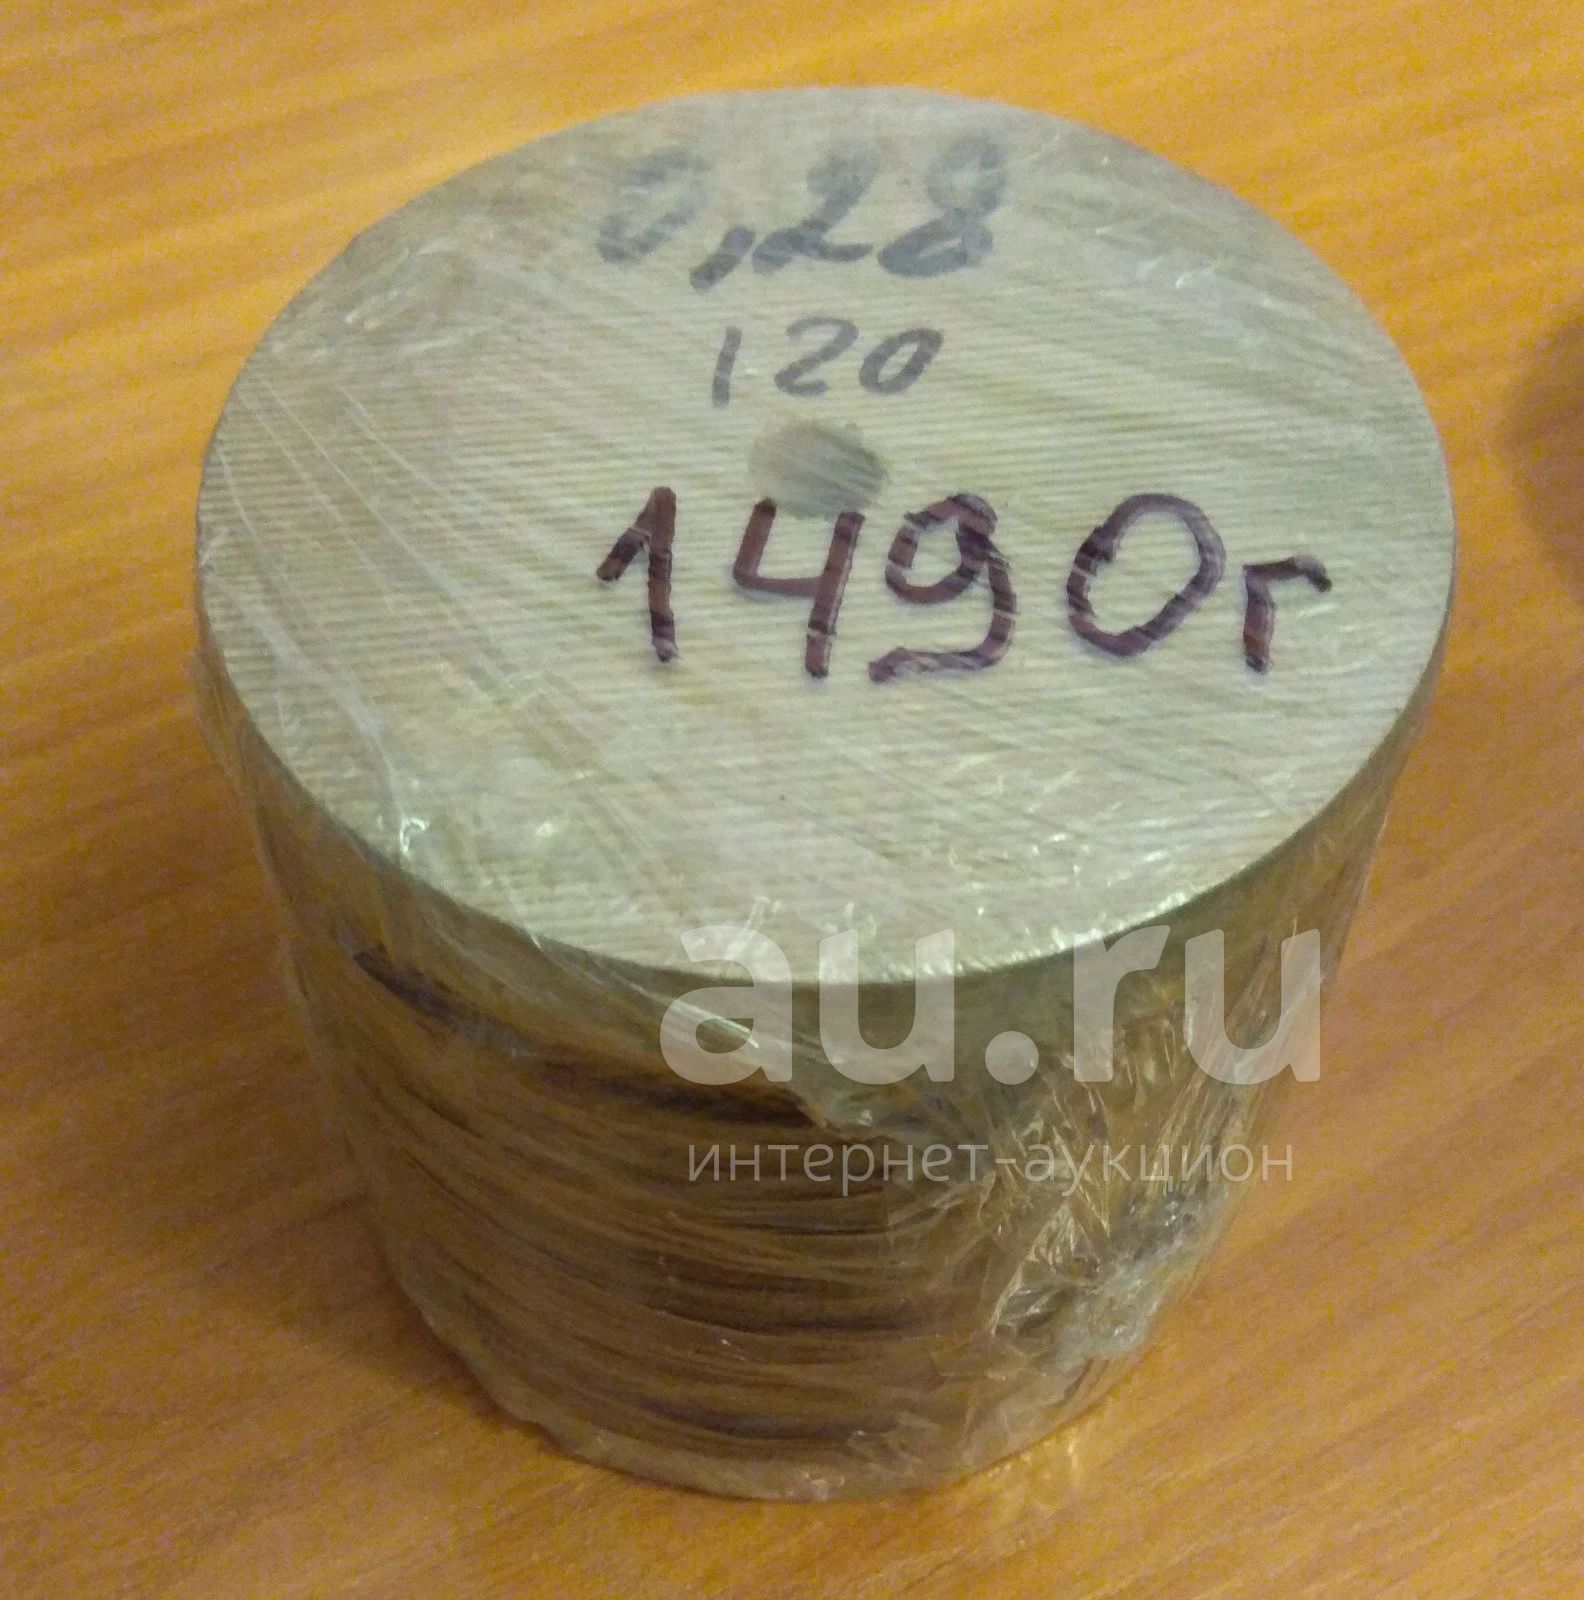 0,28
120
1490г
au.ru
интернет-аукцион